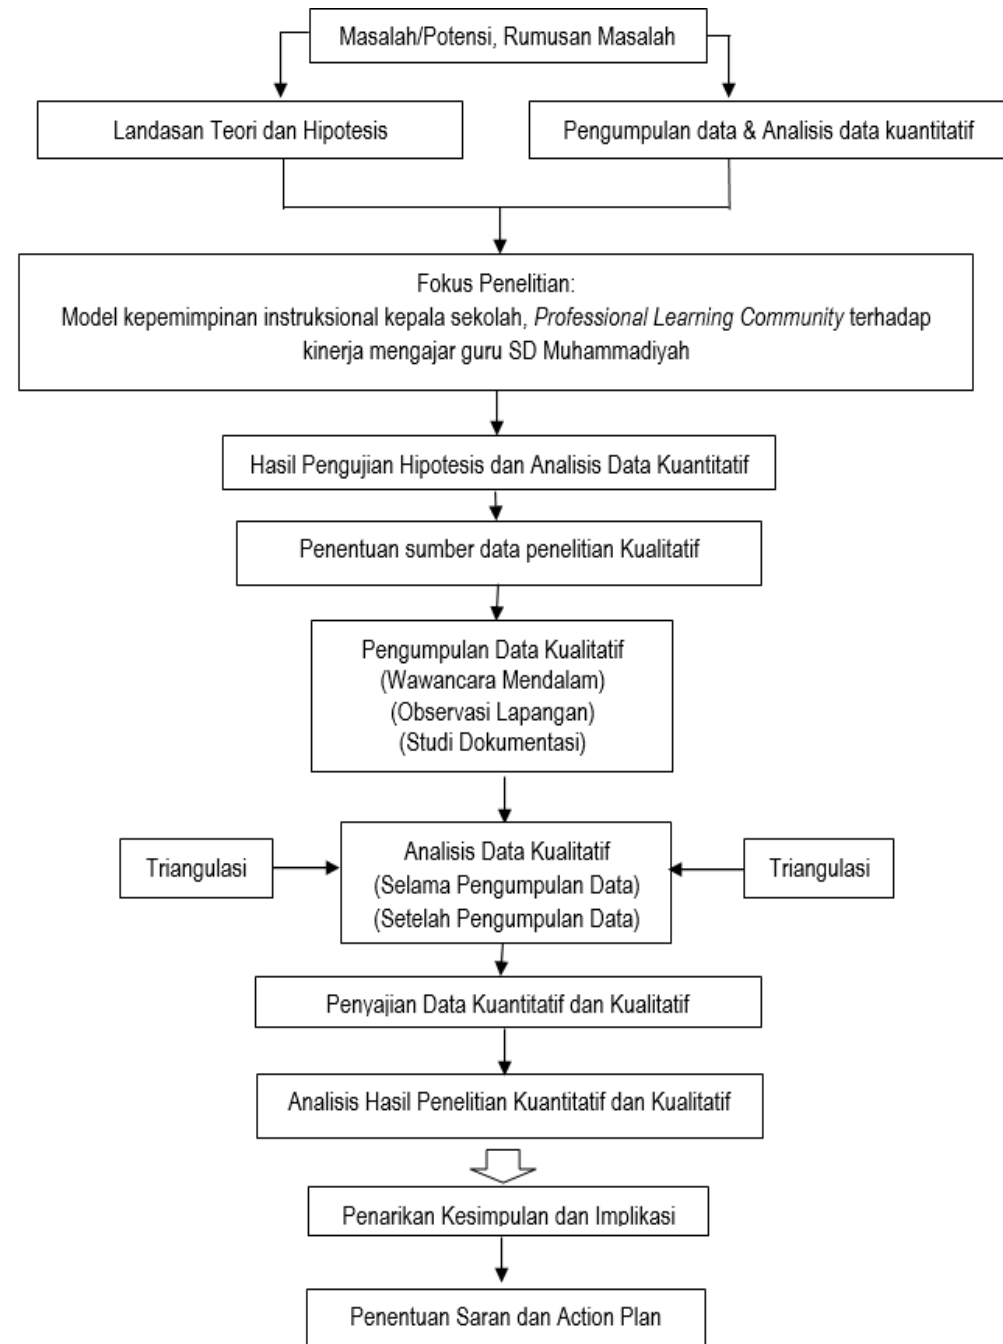 Masalah/Potensi, Rumusan Masalah
Landasan Teori dan Hipotesis
Pengumpulan data & Analisis data kuantitatif
Fokus Penelitian:
Model kepemimpinan instruksional kepala sekolah, Professional Learning Community terhadap
kinerja mengajar guru SD Muhammadiyah
Hasil Pengujian Hipotesis dan Analisis Data Kuantitatif
Penentuan sumber data penelitian Kualitatif
Pengumpulan Data Kualitatif
(Wawancara Mendalam)
(Observasi Lapangan)
(Studi Dokumentasi)
Triangulasi
Analisis Data Kualitatif
(Selama Pengumpulan Data)
(Setelah Pengumpulan Data)
Triangulasi
Penyajian Data Kuantitatif dan Kualitatif
Analisis Hasil Penelitian Kuantitatif dan Kualitatif
Penarikan Kesimpulan dan Implikasi
Penentuan Saran dan Action Plan